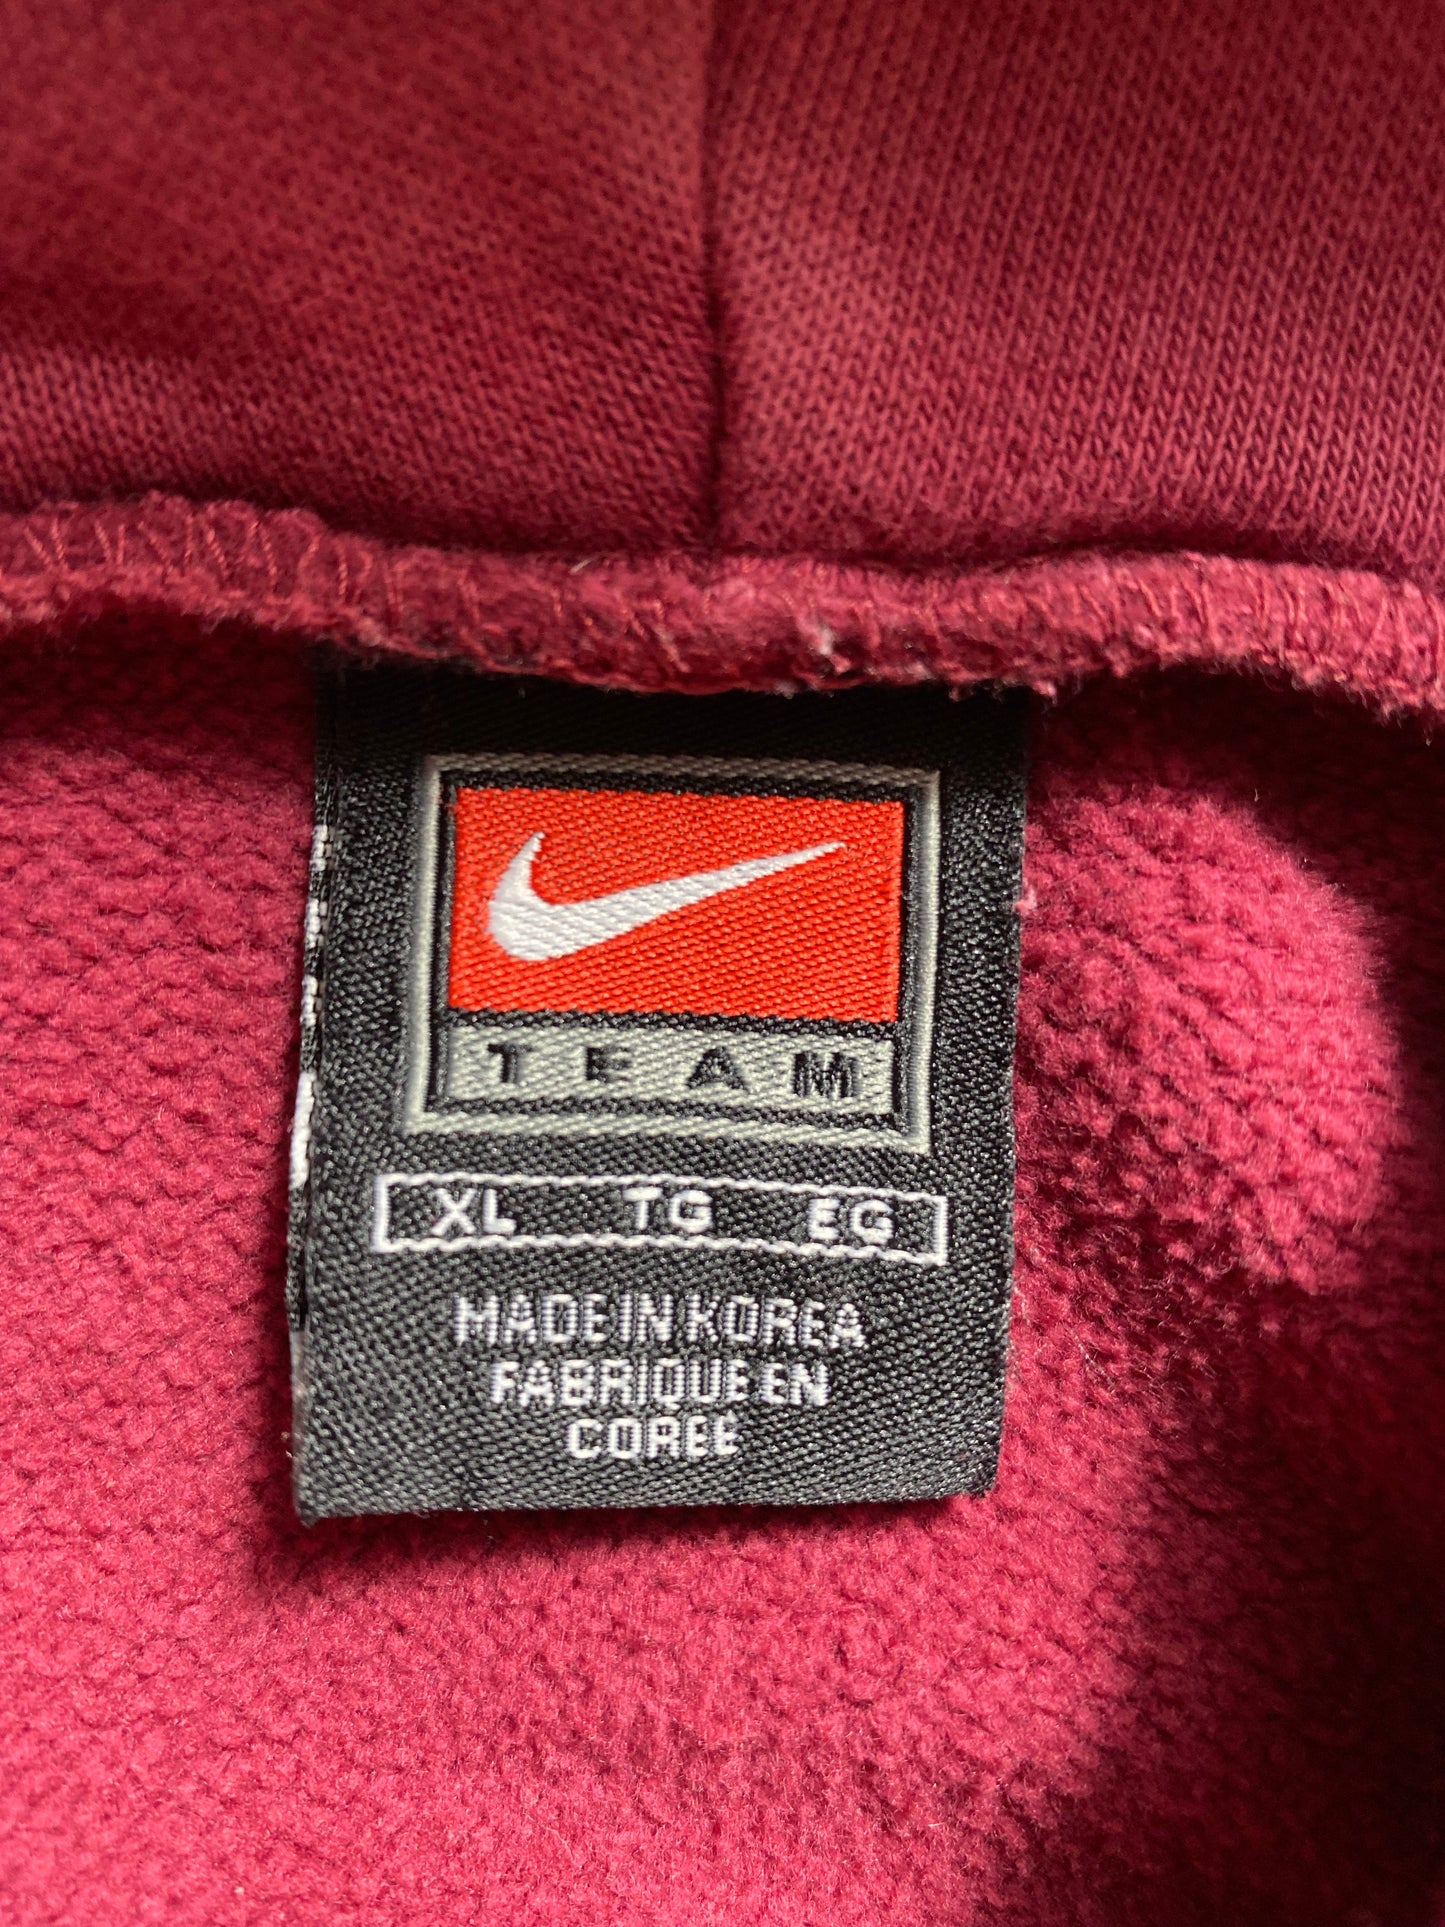 TEAM
XL TG EG
MADE IN KOREA
FABRIQUE EN
COREE